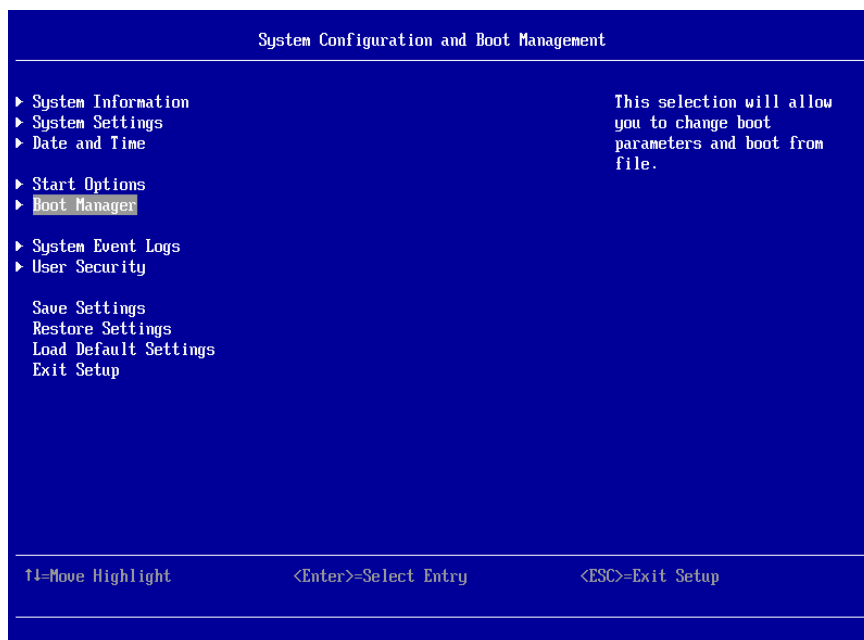 System Configuration and Boot Management
▶ System Information
▶ System Settings
▶ Date and Time
▶ Start Options
▶ Boot Manager
▶ System Event Logs
▶ User Security
Save Settings
Restore Settings
Load Default Settings
Exit Setup
This selection will allow
you to change boot
parameters and boot from
file.
↑↓=Move Highlight <Enter>=Select Entry <ESC>=Exit Setup